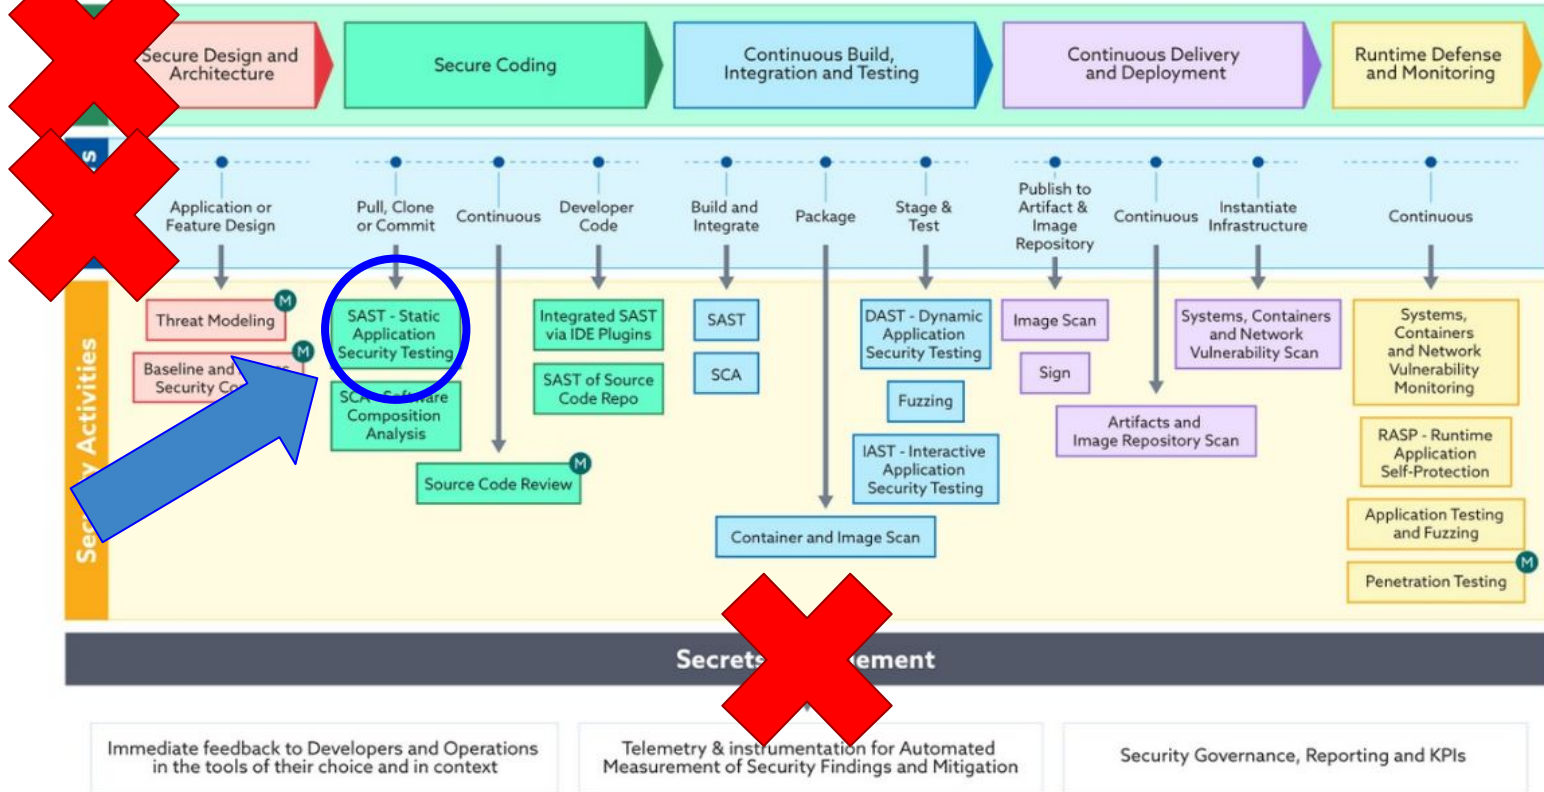 Secure Design and
Architecture
Secure Coding
Continuous Build,
Integration and Testing
Continuous Delivery
and Deployment
Runtime Defense
and Monitoring
Application or
Feature Design
Pull, Clone
or Commit
Continuous
Developer
Code
Build and
Integrate
Package
Stage &
Test
Publish to
Artifact &
Image
Repository
Continuous
Instantiate
Infrastructure
Continuous
Security Activities
Threat Modeling
M
Baseline and
Security
M
SAST - Static
Application
Security Testing
SCA - Software
Composition
Analysis
Source Code Review
M
Integrated SAST
via IDE Plugins
SAST of Source
Code Repo
SAST
SCA
Container and Image Scan
DAST - Dynamic
Application
Security Testing
Fuzzing
IAST - Interactive
Application
Security Testing
Image Scan
Sign
Artifacts and
Image Repository Scan
Systems, Containers
and Network
Vulnerability Scan
Systems,
Containers
and Network
Vulnerability
Monitoring
RASP - Runtime
Application
Self-Protection
Application Testing
and Fuzzing
Penetration Testing
M
Secrets
Immediate feedback to Developers and Operations
in the tools of their choice and in context
Telemetry & instrumentation for Automated
Measurement of Security Findings and Mitigation
Security Governance, Reporting and KPIs